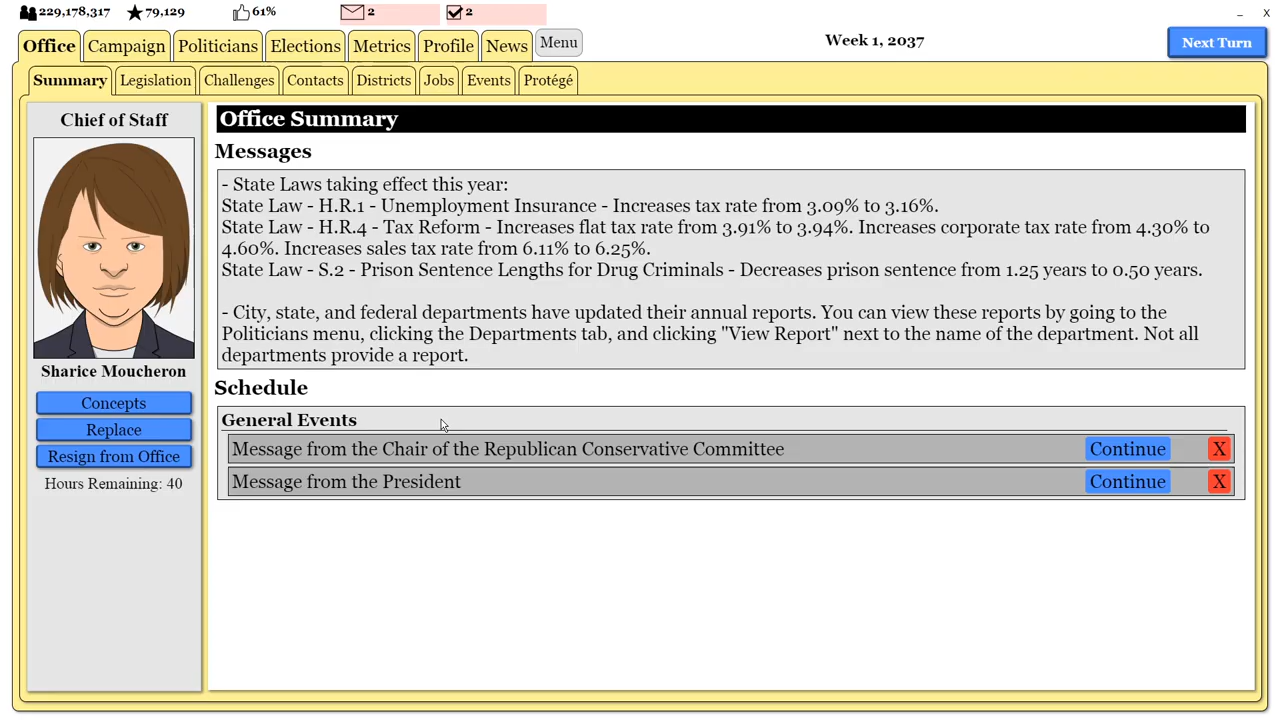 229,178,317 79,129 61% 2 2
_ X
Office Campaign Politicians Elections Metrics Profile News Menu
Week 1, 2037
Next Turn
Summary Legislation Challenges Contacts Districts Jobs Events Protégé
Chief of Staff
Sharice Moucheron
Concepts
Replace
Resign from Office
Hours Remaining: 40
Office Summary
Messages
- State Laws taking effect this year:
State Law - H.R.1 - Unemployment Insurance - Increases tax rate from 3.09% to 3.16%.
State Law - H.R.4 - Tax Reform - Increases flat tax rate from 3.91% to 3.94%. Increases corporate tax rate from 4.30% to
4.60%. Increases sales tax rate from 6.11% to 6.25%.
State Law - S.2 - Prison Sentence Lengths for Drug Criminals - Decreases prison sentence from 1.25 years to 0.50 years.
- City, state, and federal departments have updated their annual reports. You can view these reports by going to the
Politicians menu, clicking the Departments tab, and clicking "View Report" next to the name of the department. Not all
departments provide a report.
Schedule
General Events
Message from the Chair of the Republican Conservative Committee Continue X
Message from the President Continue X